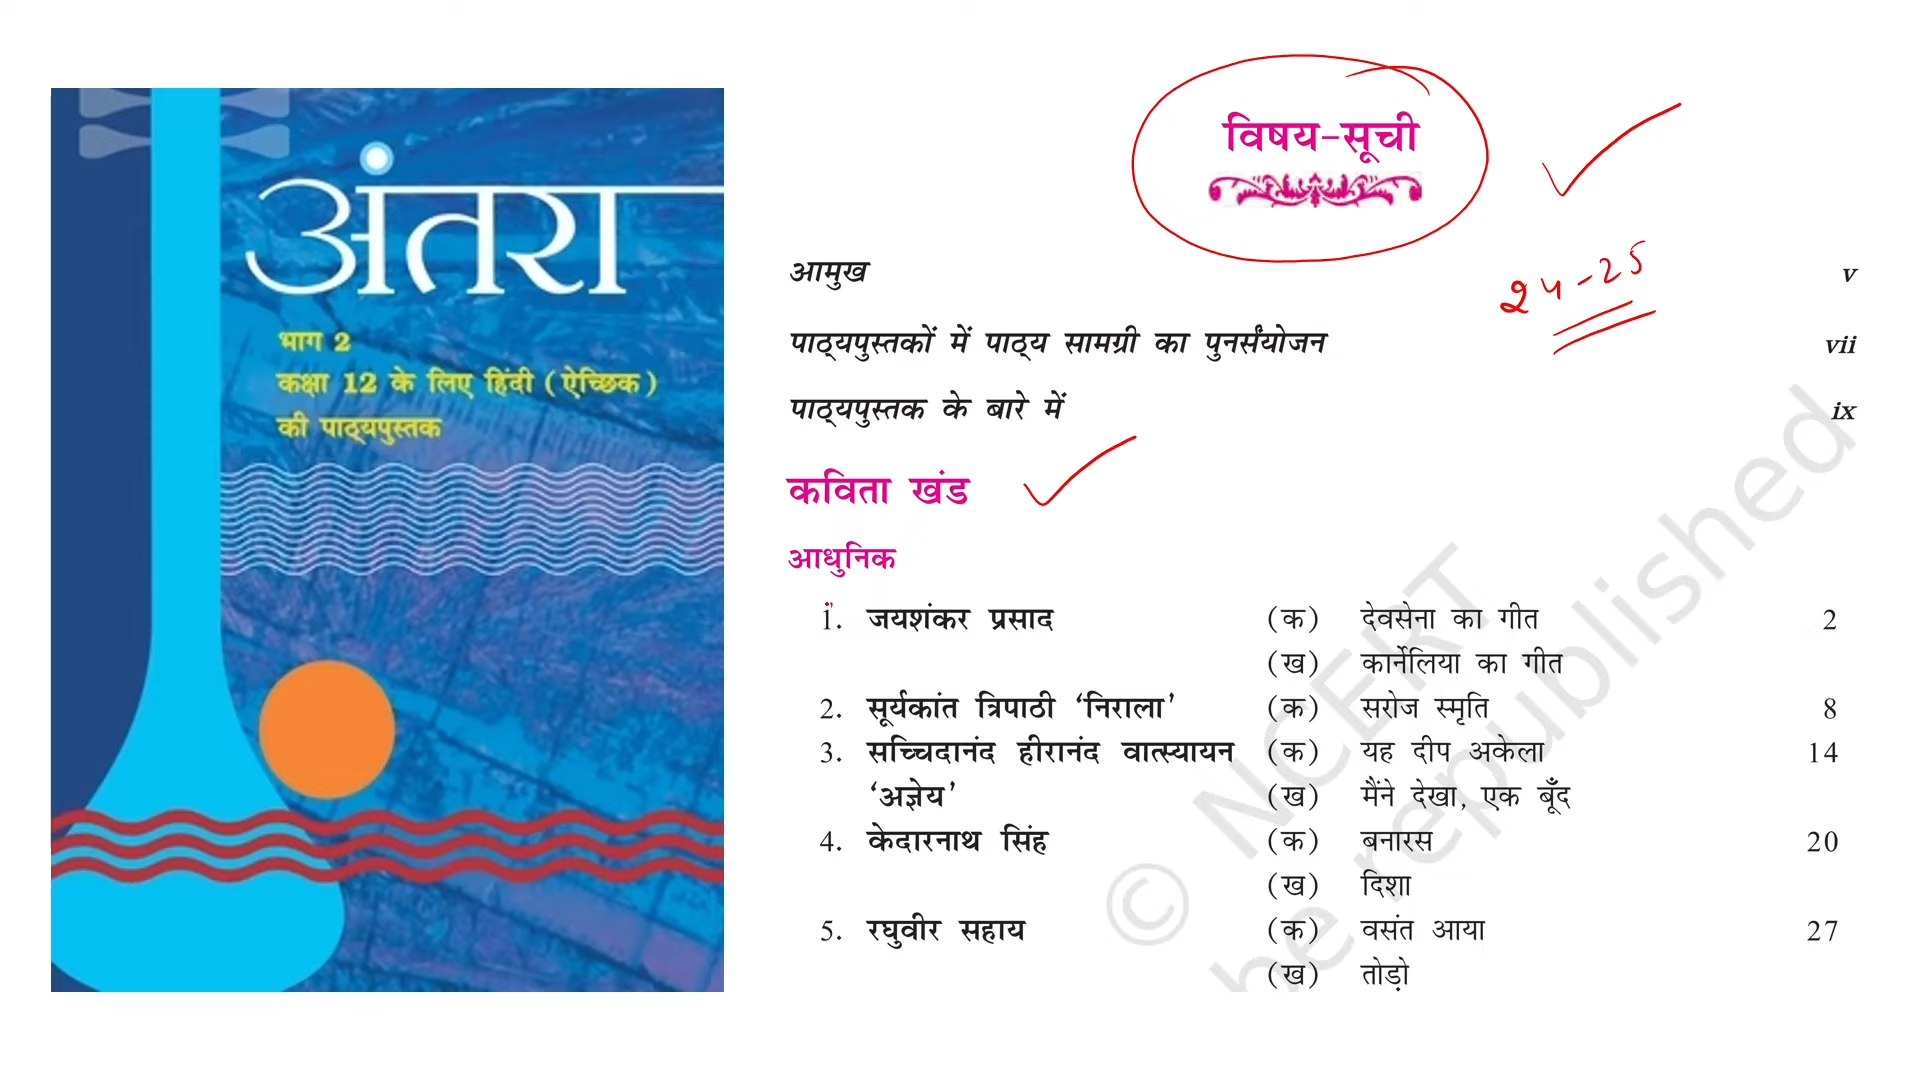 अंतरा
भाग 2
कक्षा 12 के लिए हिंदी (ऐच्छिक)
की पाठ्यपुस्तक
विषय-सूची
24-25
आमुख v
पाठ्यपुस्तकों में पाठ्य सामग्री का पुनर्संयोजन vii
पाठ्यपुस्तक के बारे में ix
कविता खंड
आधुनिक
1. जयशंकर प्रसाद (क) देवसेना का गीत 2
(ख) कार्नेलिया का गीत
2. सूर्यकांत त्रिपाठी ‘निराला’ (क) सरोज स्मृति 8
3. सच्चिदानंद हीरानंद वात्स्यायन (क) यह दीप अकेला 14
‘अज्ञेय’ (ख) मैंने देखा, एक बूँद
4. केदारनाथ सिंह (क) बनारस 20
(ख) दिशा
5. रघुवीर सहाय (क) वसंत आया 27
(ख) तोड़ो
© NCERT
be republished